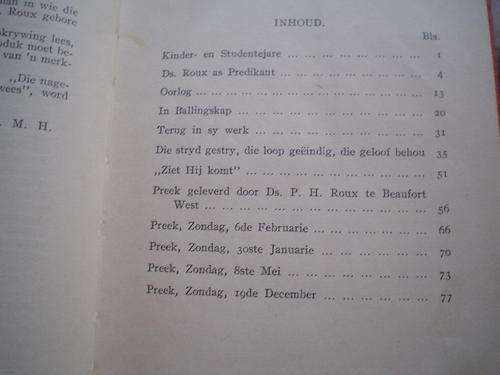 an in wie die
Roux gebore
krywing lees,
oduk moet be-
van 'n merk-
„Die nage-
wees”, word
M. H.
INHOUD.
Bls.
Kinder- en Studentejare ... ... ... ... ... ... ... 1
Ds. Roux as Predikant ... ... ... ... ... ... ... 4
Oorlog ... ... ... ... ... ... ... ... ... ... ... 13
In Ballingskap ... ... ... ... ... ... ... ... ... 20
Terug in sy werk ... ... ... ... ... ... ... ... 31
Die stryd gestry, die loop geëindig, die geloof behou 35
„Ziet Hij komt” ... ... ... ... ... ... ... ... ... 51
Preek geleverd door Ds. P. H. Roux te Beaufort
West ... ... ... ... ... ... ... ... ... ... ... 56
Preek, Zondag, 6de Februarie ... ... ... ... ... 66
Preek, Zondag, 30ste Januarie ... ... ... ... ... 70
Preek, Zondag, 8ste Mei ... ... ... ... ... ... 73
Preek, Zondag, 19de December ... ... ... ... ... 77